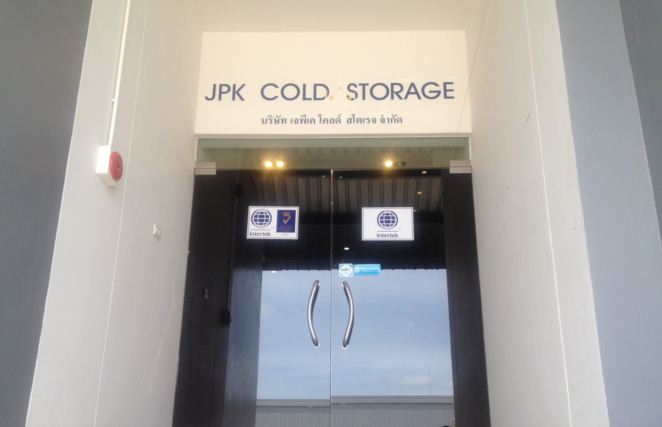 JPK COLD STORAGE
บริษัท เจพีเค โคลด์ สโตเรจ จำกัด
Intertek
Intertek